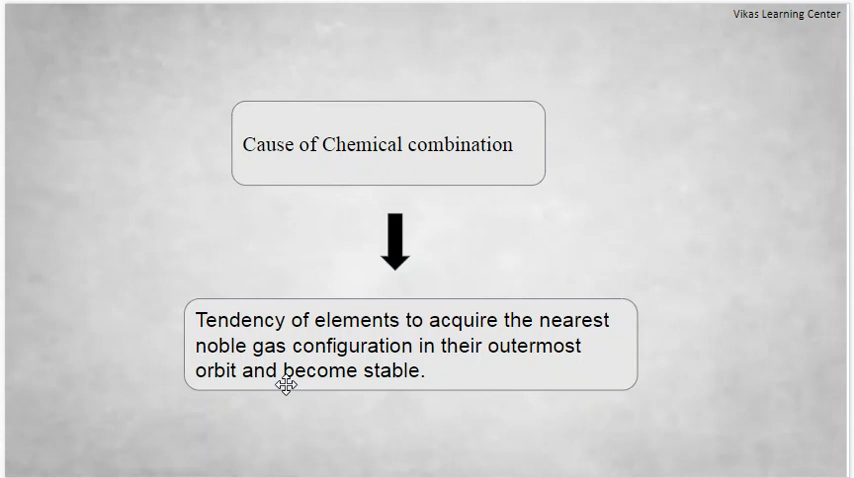 Vikas Learning Center
Cause of Chemical combination
Tendency of elements to acquire the nearest
noble gas configuration in their outermost
orbit and become stable.